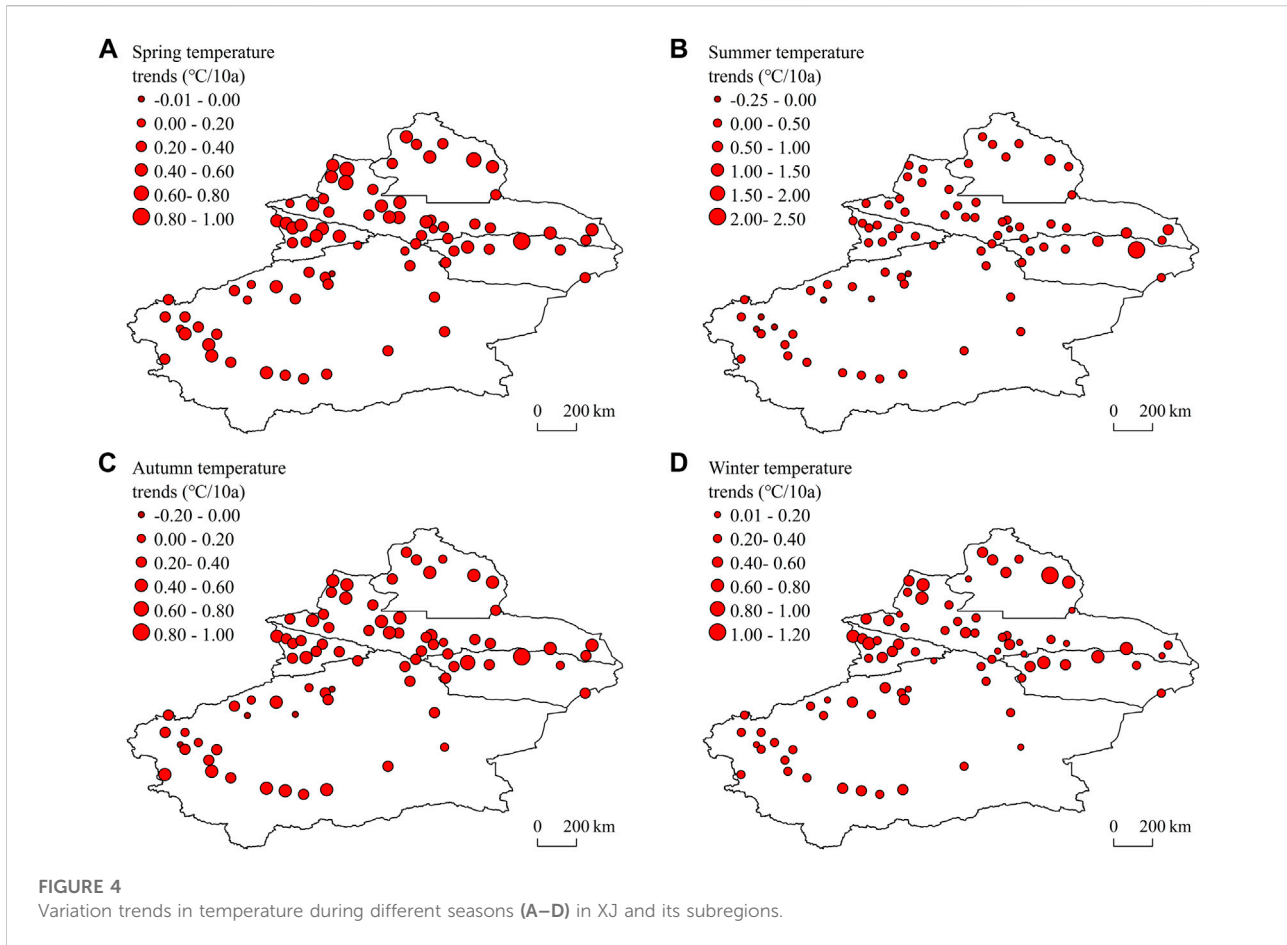 A Spring temperature
trends (°C/10a)
-0.01 - 0.00
0.00 - 0.20
0.20 - 0.40
0.40 - 0.60
0.60- 0.80
0.80 - 1.00
0 200 km
B Summer temperature
trends (°C/10a)
-0.25 - 0.00
0.00 - 0.50
0.50 - 1.00
1.00 - 1.50
1.50 - 2.00
2.00- 2.50
0 200 km
C Autumn temperature
trends (°C/10a)
-0.20 - 0.00
0.00 - 0.20
0.20- 0.40
0.40 - 0.60
0.60 - 0.80
0.80 - 1.00
0 200 km
D Winter temperature
trends (°C/10a)
0.01 - 0.20
0.20- 0.40
0.40 - 0.60
0.60 - 0.80
0.80 - 1.00
1.00 - 1.20
0 200 km
FIGURE 4
Variation trends in temperature during different seasons (A–D) in XJ and its subregions.